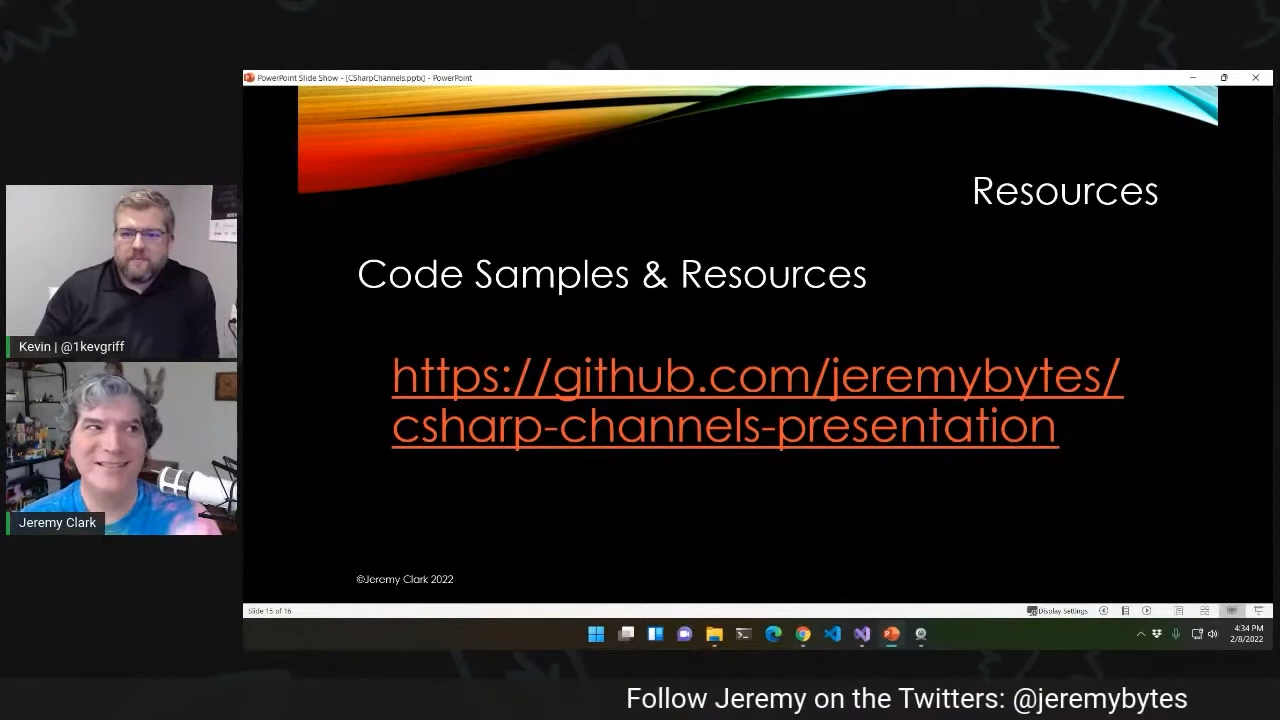 PowerPoint Slide Show - [CSharpChannels.pptx] - PowerPoint
Resources
Code Samples & Resources
https://github.com/jeremybytes/
csharp-channels-presentation
©Jeremy Clark 2022
Kevin | @1kevgriff
Jeremy Clark
Slide 15 of 16
Display Settings
4:34 PM
2/8/2022
Follow Jeremy on the Twitters: @jeremybytes